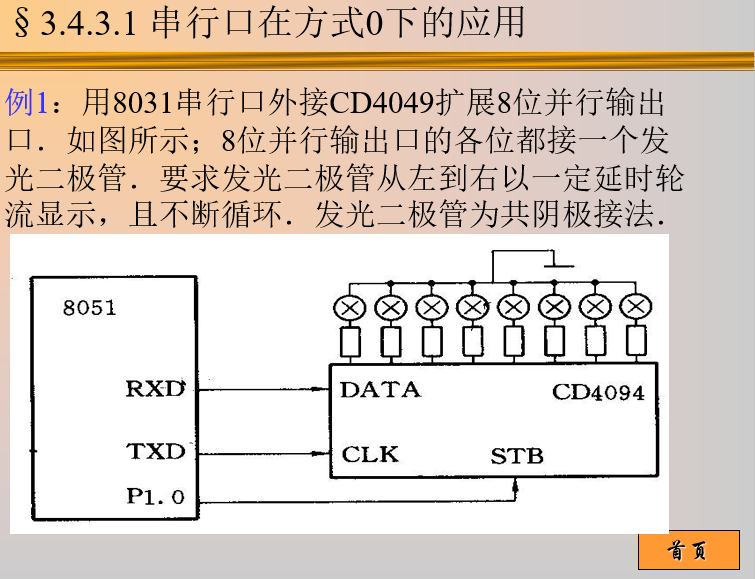 §3.4.3.1 串行口在方式0下的应用
例1：用8031串行口外接CD4049扩展8位并行输出
口．如图所示；8位并行输出口的各位都接一个发
光二极管．要求发光二极管从左到右以一定延时轮
流显示，且不断循环．发光二极管为共阴极接法．
8051
RXD
DATA
CD4094
TXD
CLK
STB
P1.0
首頁